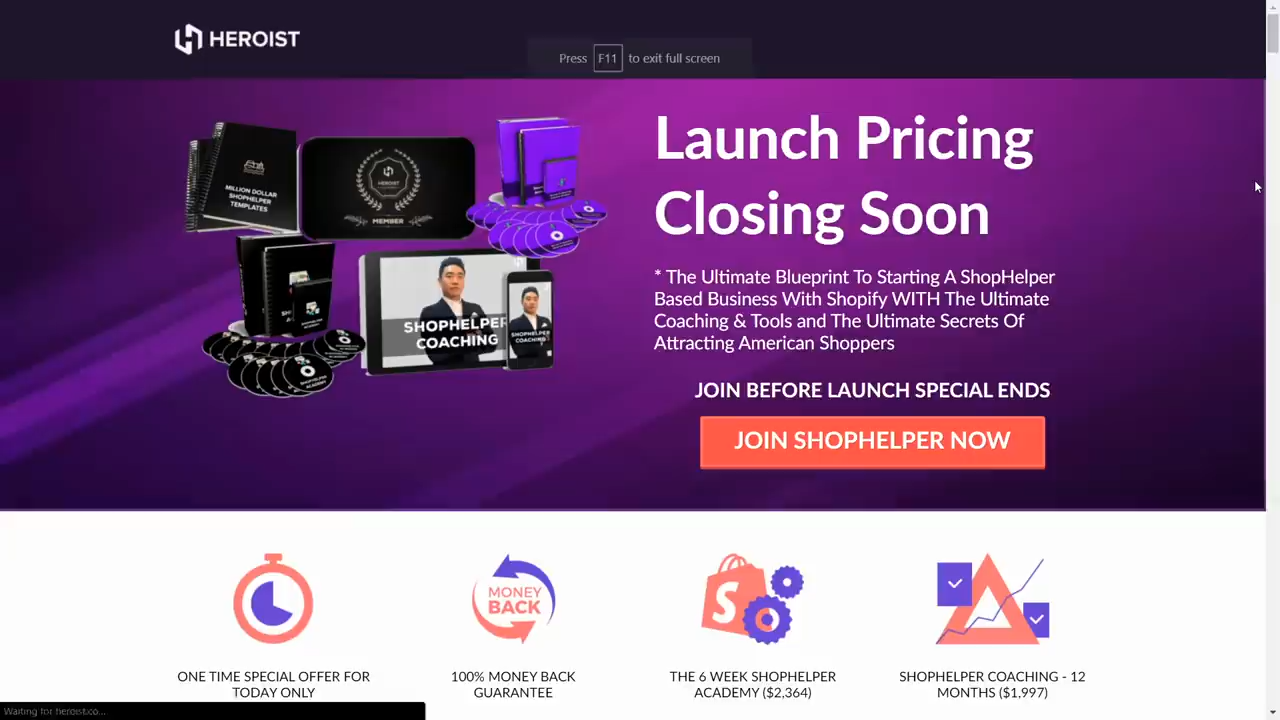 HEROIST
Press F11 to exit full screen
MILLION DOLLAR
SHOPHELPER
TEMPLATES
HEROIST
MEMBER
SHOPHELPER
COACHING
SHOPHELPER
COACHING
Launch Pricing
Closing Soon
* The Ultimate Blueprint To Starting A ShopHelper
Based Business With Shopify WITH The Ultimate
Coaching & Tools and The Ultimate Secrets Of
Attracting American Shoppers
JOIN BEFORE LAUNCH SPECIAL ENDS
JOIN SHOPHELPER NOW
MONEY
BACK
ONE TIME SPECIAL OFFER FOR
TODAY ONLY
100% MONEY BACK
GUARANTEE
THE 6 WEEK SHOPHELPER
ACADEMY ($2,364)
SHOPHELPER COACHING - 12
MONTHS ($1,997)
Waiting for heroist.co...